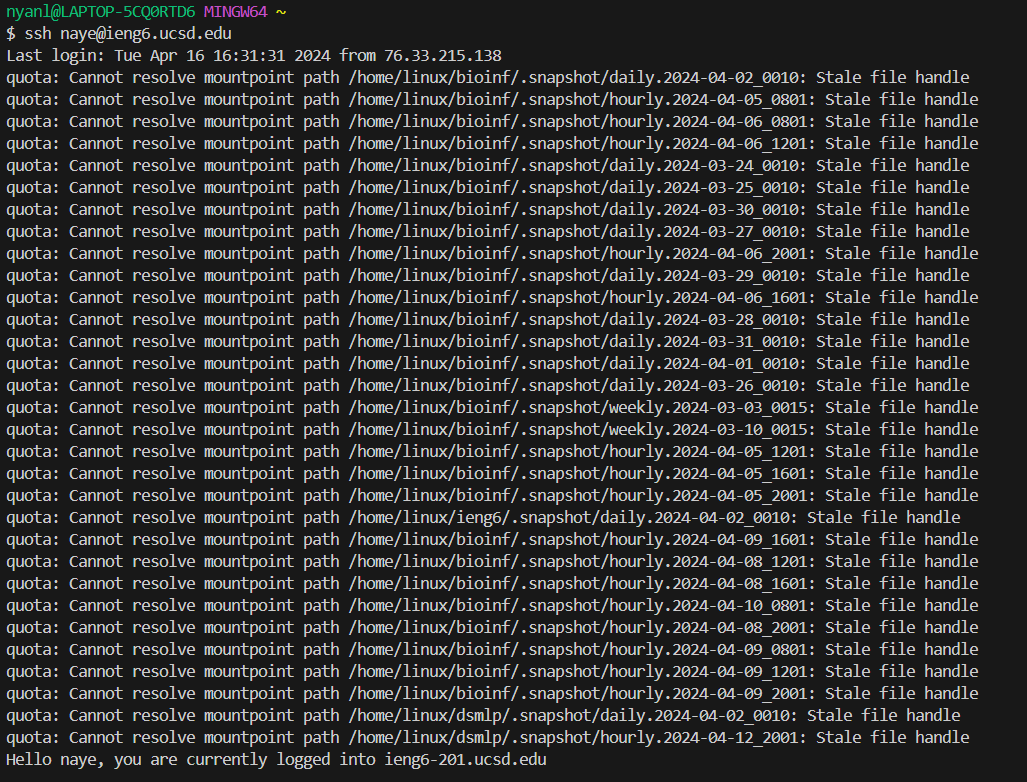 nyanl@LAPTOP-5CQ0RTD6 MINGW64 ~
$ ssh naye@ieng6.ucsd.edu
Last login: Tue Apr 16 16:31:31 2024 from 76.33.215.138
quota: Cannot resolve mountpoint path /home/linux/bioinf/.snapshot/daily.2024-04-02_0010: Stale file handle
quota: Cannot resolve mountpoint path /home/linux/bioinf/.snapshot/hourly.2024-04-05_0801: Stale file handle
quota: Cannot resolve mountpoint path /home/linux/bioinf/.snapshot/hourly.2024-04-06_0801: Stale file handle
quota: Cannot resolve mountpoint path /home/linux/bioinf/.snapshot/hourly.2024-04-06_1201: Stale file handle
quota: Cannot resolve mountpoint path /home/linux/bioinf/.snapshot/daily.2024-03-24_0010: Stale file handle
quota: Cannot resolve mountpoint path /home/linux/bioinf/.snapshot/daily.2024-03-25_0010: Stale file handle
quota: Cannot resolve mountpoint path /home/linux/bioinf/.snapshot/daily.2024-03-30_0010: Stale file handle
quota: Cannot resolve mountpoint path /home/linux/bioinf/.snapshot/daily.2024-03-27_0010: Stale file handle
quota: Cannot resolve mountpoint path /home/linux/bioinf/.snapshot/hourly.2024-04-06_2001: Stale file handle
quota: Cannot resolve mountpoint path /home/linux/bioinf/.snapshot/daily.2024-03-29_0010: Stale file handle
quota: Cannot resolve mountpoint path /home/linux/bioinf/.snapshot/hourly.2024-04-06_1601: Stale file handle
quota: Cannot resolve mountpoint path /home/linux/bioinf/.snapshot/daily.2024-03-28_0010: Stale file handle
quota: Cannot resolve mountpoint path /home/linux/bioinf/.snapshot/daily.2024-03-31_0010: Stale file handle
quota: Cannot resolve mountpoint path /home/linux/bioinf/.snapshot/daily.2024-04-01_0010: Stale file handle
quota: Cannot resolve mountpoint path /home/linux/bioinf/.snapshot/daily.2024-03-26_0010: Stale file handle
quota: Cannot resolve mountpoint path /home/linux/bioinf/.snapshot/weekly.2024-03-03_0015: Stale file handle
quota: Cannot resolve mountpoint path /home/linux/bioinf/.snapshot/weekly.2024-03-10_0015: Stale file handle
quota: Cannot resolve mountpoint path /home/linux/bioinf/.snapshot/hourly.2024-04-05_1201: Stale file handle
quota: Cannot resolve mountpoint path /home/linux/bioinf/.snapshot/hourly.2024-04-05_1601: Stale file handle
quota: Cannot resolve mountpoint path /home/linux/bioinf/.snapshot/hourly.2024-04-05_2001: Stale file handle
quota: Cannot resolve mountpoint path /home/linux/ieng6/.snapshot/daily.2024-04-02_0010: Stale file handle
quota: Cannot resolve mountpoint path /home/linux/bioinf/.snapshot/hourly.2024-04-09_1601: Stale file handle
quota: Cannot resolve mountpoint path /home/linux/bioinf/.snapshot/hourly.2024-04-08_1201: Stale file handle
quota: Cannot resolve mountpoint path /home/linux/bioinf/.snapshot/hourly.2024-04-08_1601: Stale file handle
quota: Cannot resolve mountpoint path /home/linux/bioinf/.snapshot/hourly.2024-04-10_0801: Stale file handle
quota: Cannot resolve mountpoint path /home/linux/bioinf/.snapshot/hourly.2024-04-08_2001: Stale file handle
quota: Cannot resolve mountpoint path /home/linux/bioinf/.snapshot/hourly.2024-04-09_0801: Stale file handle
quota: Cannot resolve mountpoint path /home/linux/bioinf/.snapshot/hourly.2024-04-09_1201: Stale file handle
quota: Cannot resolve mountpoint path /home/linux/bioinf/.snapshot/hourly.2024-04-09_2001: Stale file handle
quota: Cannot resolve mountpoint path /home/linux/dsmlp/.snapshot/daily.2024-04-02_0010: Stale file handle
quota: Cannot resolve mountpoint path /home/linux/dsmlp/.snapshot/hourly.2024-04-12_2001: Stale file handle
Hello naye, you are currently logged into ieng6-201.ucsd.edu